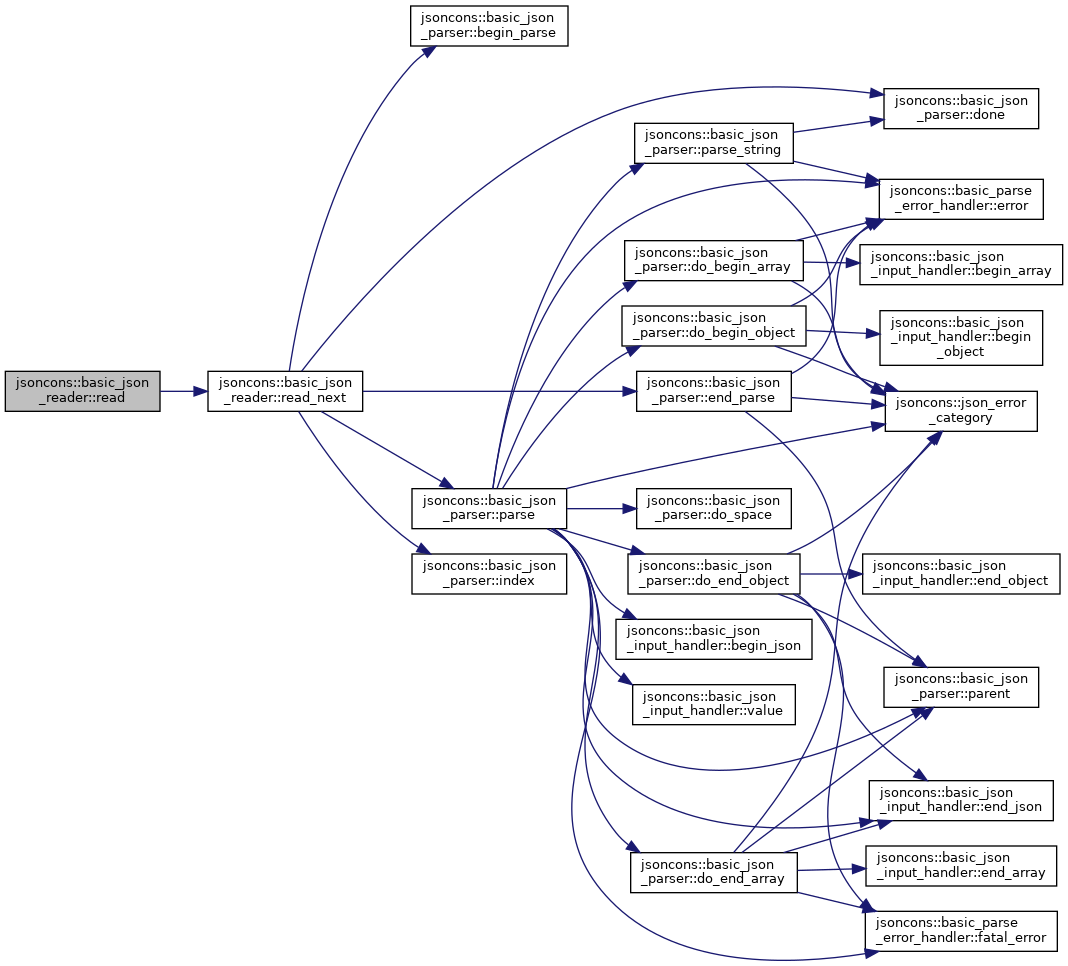 jsoncons::basic_json
_parser::begin_parse
jsoncons::basic_json
_parser::done
jsoncons::basic_json
_parser::parse_string
jsoncons::basic_parse
_error_handler::error
jsoncons::basic_json
_parser::do_begin_array
jsoncons::basic_json
_input_handler::begin_array
jsoncons::basic_json
_parser::do_begin_object
jsoncons::basic_json
_input_handler::begin
_object
jsoncons::basic_json
_reader::read
jsoncons::basic_json
_reader::read_next
jsoncons::basic_json
_parser::end_parse
jsoncons::json_error
_category
jsoncons::basic_json
_parser::parse
jsoncons::basic_json
_parser::do_space
jsoncons::basic_json
_parser::index
jsoncons::basic_json
_parser::do_end_object
jsoncons::basic_json
_input_handler::end_object
jsoncons::basic_json
_input_handler::begin_json
jsoncons::basic_json
_parser::parent
jsoncons::basic_json
_input_handler::value
jsoncons::basic_json
_input_handler::end_json
jsoncons::basic_json
_parser::do_end_array
jsoncons::basic_json
_input_handler::end_array
jsoncons::basic_parse
_error_handler::fatal_error